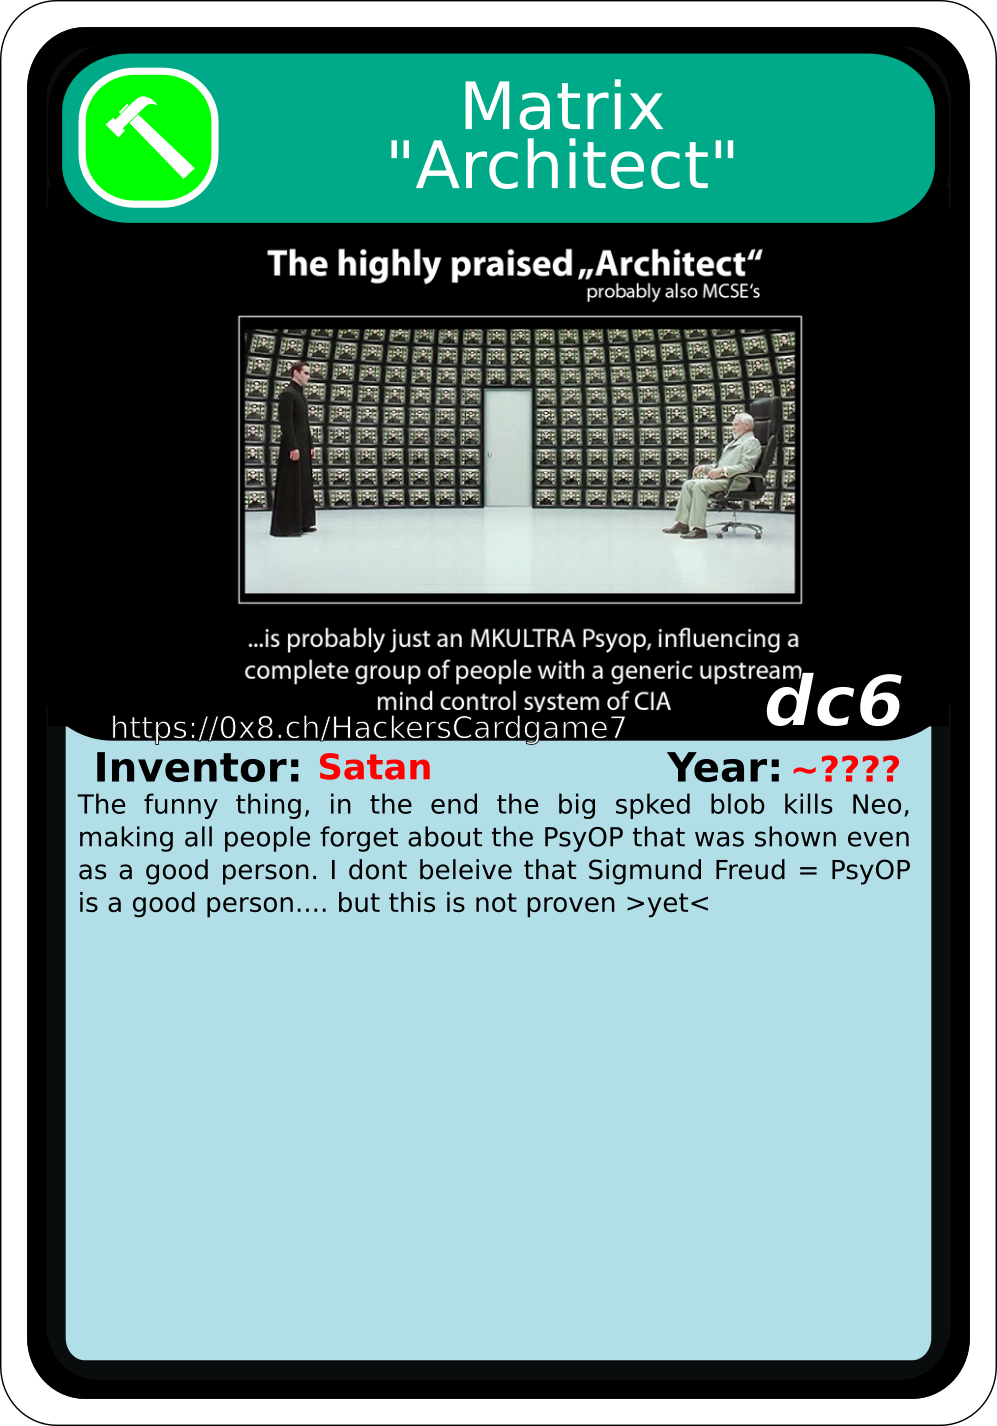 Matrix
"Architect"
The highly praised „Architect“
probably also MCSE's
...is probably just an MKULTRA Psyop, influencing a
complete group of people with a generic upstream
mind control system of CIA
dc6
https://0x8.ch/HackersCardgame7
Inventor: Satan Year: ~????
The funny thing, in the end the big spked blob kills Neo,
making all people forget about the PsyOP that was shown even
as a good person. I dont beleive that Sigmund Freud = PsyOP
is a good person.... but this is not proven >yet<